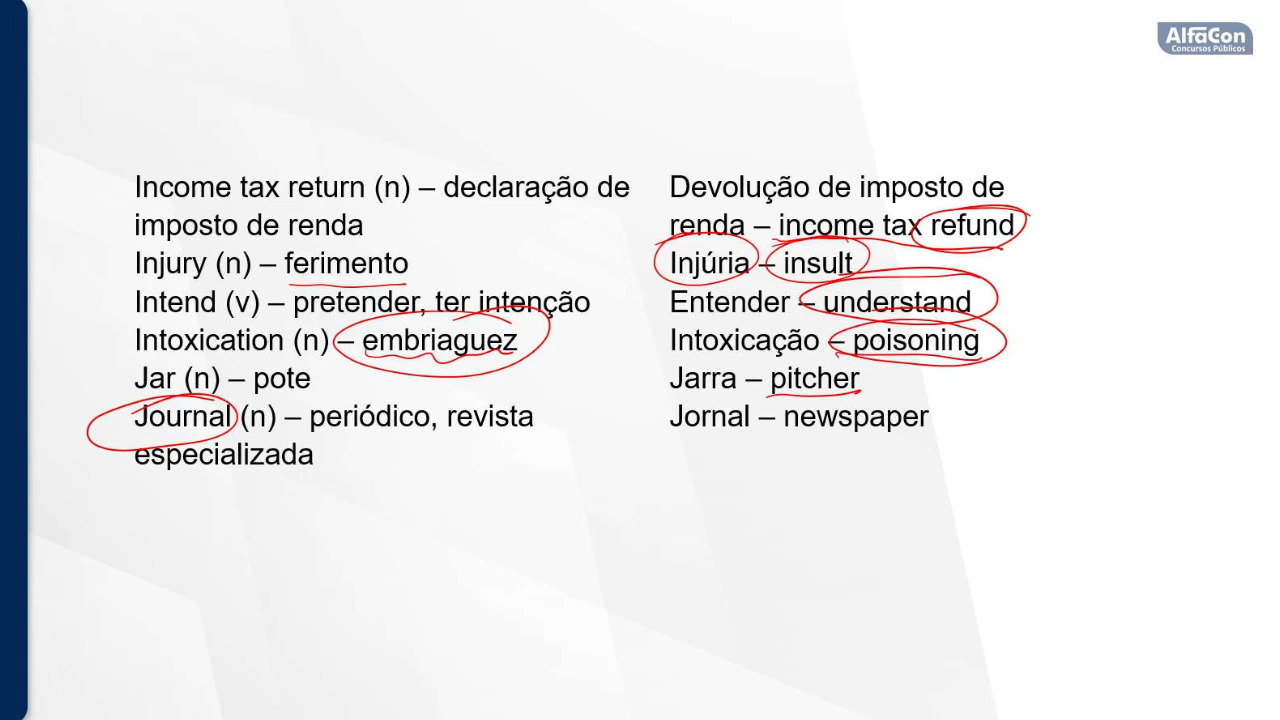 AlfaCon
Concursos Públicos
Income tax return (n) – declaração de
imposto de renda
Injury (n) – ferimento
Intend (v) – pretender, ter intenção
Intoxication (n) – embriaguez
Jar (n) – pote
Journal (n) – periódico, revista
especializada
Devolução de imposto de
renda – income tax refund
Injúria – insult
Entender – understand
Intoxicação – poisoning
Jarra – pitcher
Jornal – newspaper